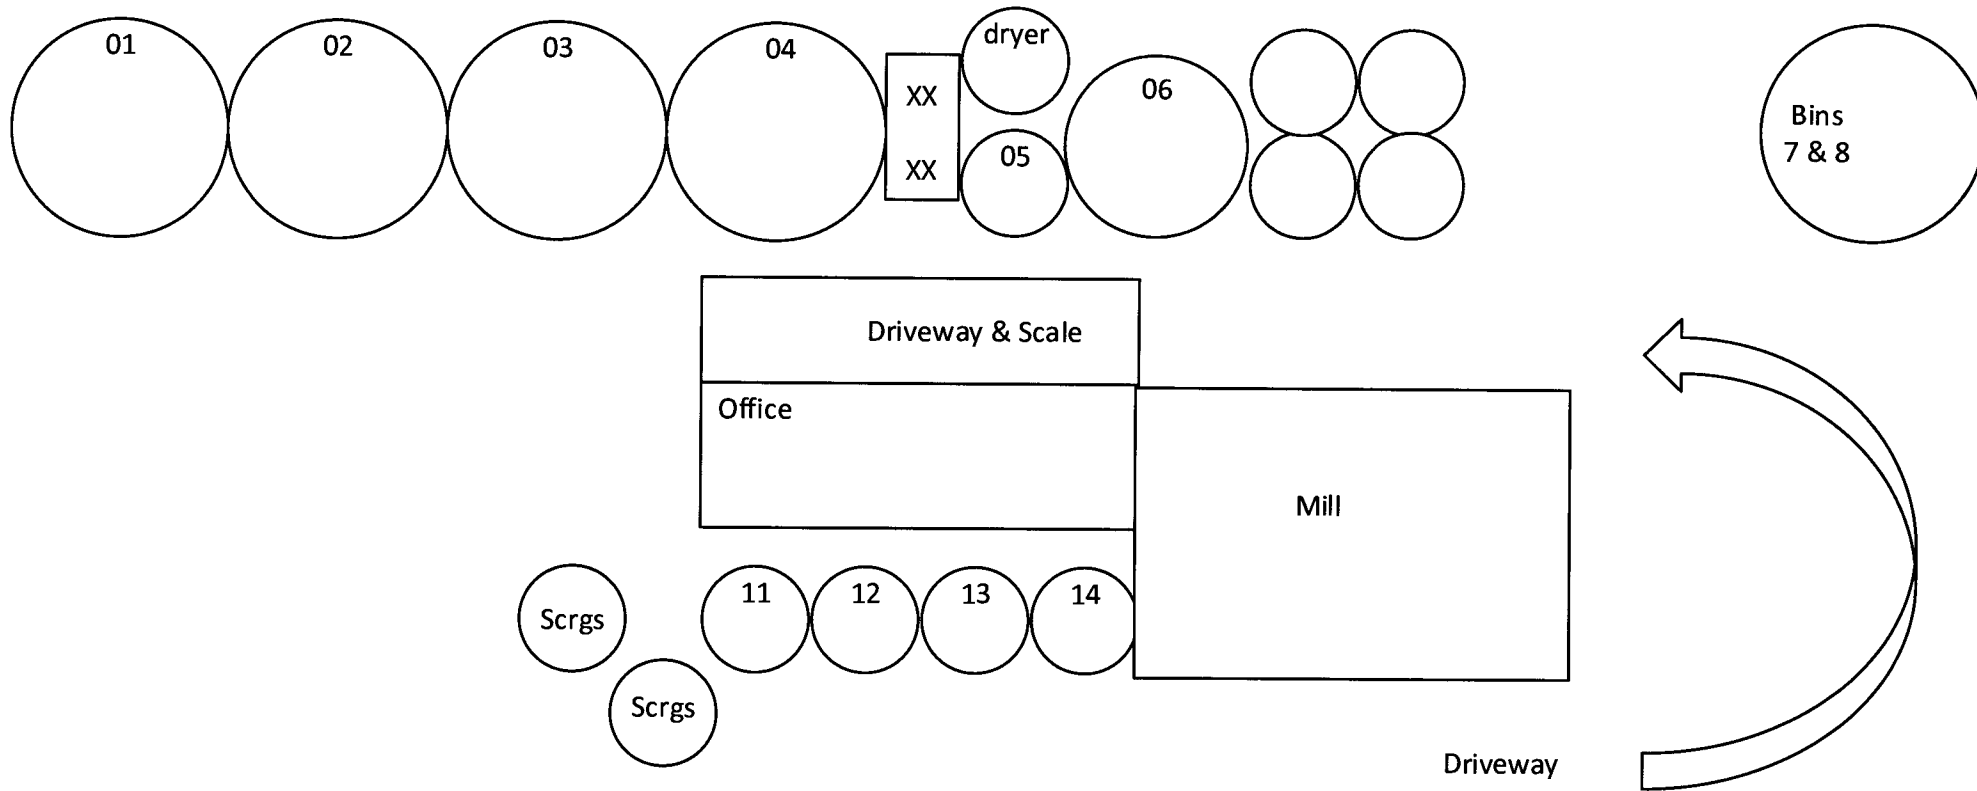 01
02
03
04
XX
XX
dryer
05
06
Bins
7 & 8
Driveway & Scale
Office
Mill
Scrgs
Scrgs
11
12
13
14
Driveway